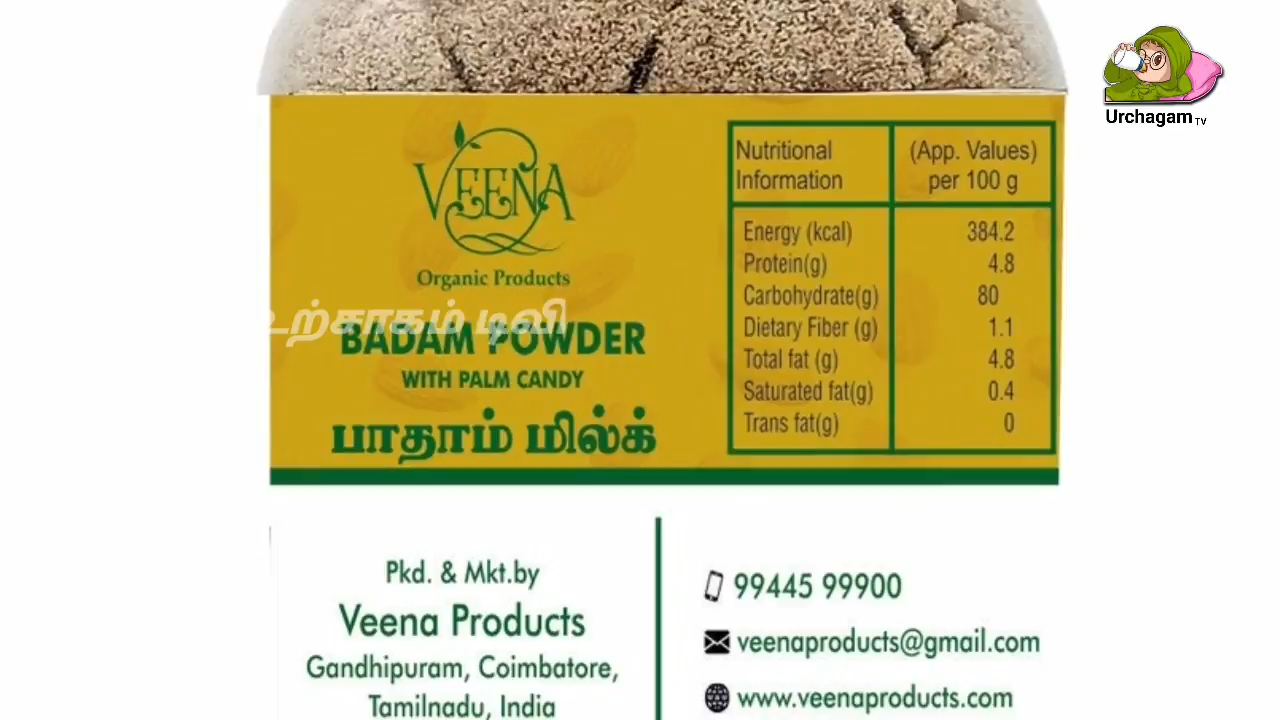 Urchagam TV
VEENA
Organic Products
உற்காகம் டிவி
BADAM POWDER
WITH PALM CANDY
பாதாம் மில்க்
Nutritional Information (App. Values) per 100 g
Energy (kcal) 384.2
Protein(g) 4.8
Carbohydrate(g) 80
Dietary Fiber (g) 1.1
Total fat (g) 4.8
Saturated fat(g) 0.4
Trans fat(g) 0
Pkd. & Mkt.by
Veena Products
Gandhipuram, Coimbatore,
Tamilnadu, India
99445 99900
veenaproducts@gmail.com
www.veenaproducts.com